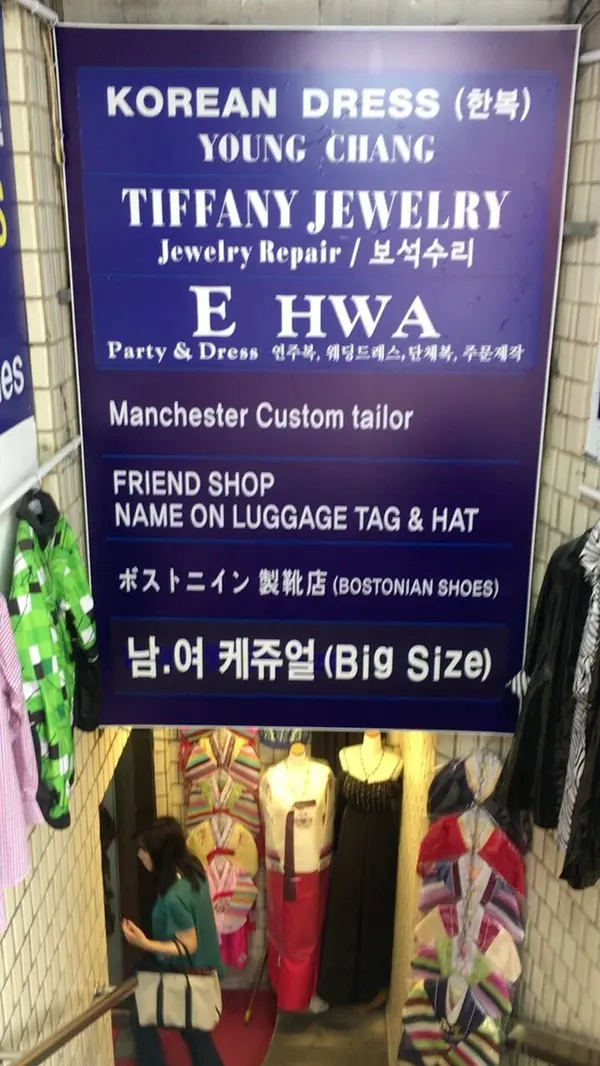 KOREAN DRESS (한복)
YOUNG CHANG
TIFFANY JEWELRY
Jewelry Repair / 보석수리
E HWA
Party & Dress 연주복, 웨딩드레스, 단체복, 주문제작
Manchester Custom tailor
FRIEND SHOP
NAME ON LUGGAGE TAG & HAT
ボストニイン 製靴店 (BOSTONIAN SHOES)
남.여 케쥬얼 (Big Size)